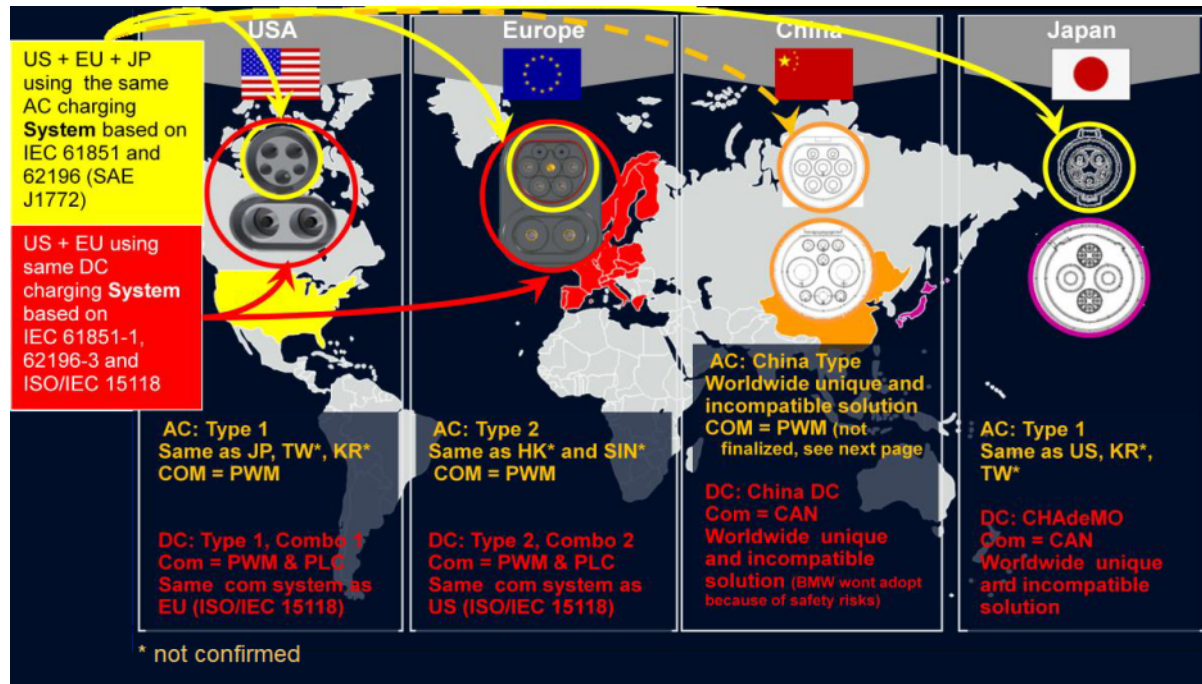 USA
Europe
China
Japan
US + EU + JP
using the same
AC charging
System based on
IEC 61851 and
62196 (SAE
J1772)
US + EU using
same DC
charging System
based on
IEC 61851-1,
62196-3 and
ISO/IEC 15118
AC: Type 1
Same as JP, TW*, KR*
COM = PWM
DC: Type 1, Combo 1
Com = PWM & PLC
Same com system as
EU (ISO/IEC 15118)
AC: Type 2
Same as HK* and SIN*
COM = PWM
DC: Type 2, Combo 2
Com = PWM & PLC
Same com system as
US (ISO/IEC 15118)
AC: China Type
Worldwide unique and
incompatible solution
COM = PWM (not
finalized, see next page
DC: China DC
Com = CAN
Worldwide unique
and incompatible
solution (BMW wont adopt
because of safety risks)
AC: Type 1
Same as US, KR*,
TW*
DC: CHAdeMO
Com = CAN
Worldwide unique
and incompatible
solution
* not confirmed